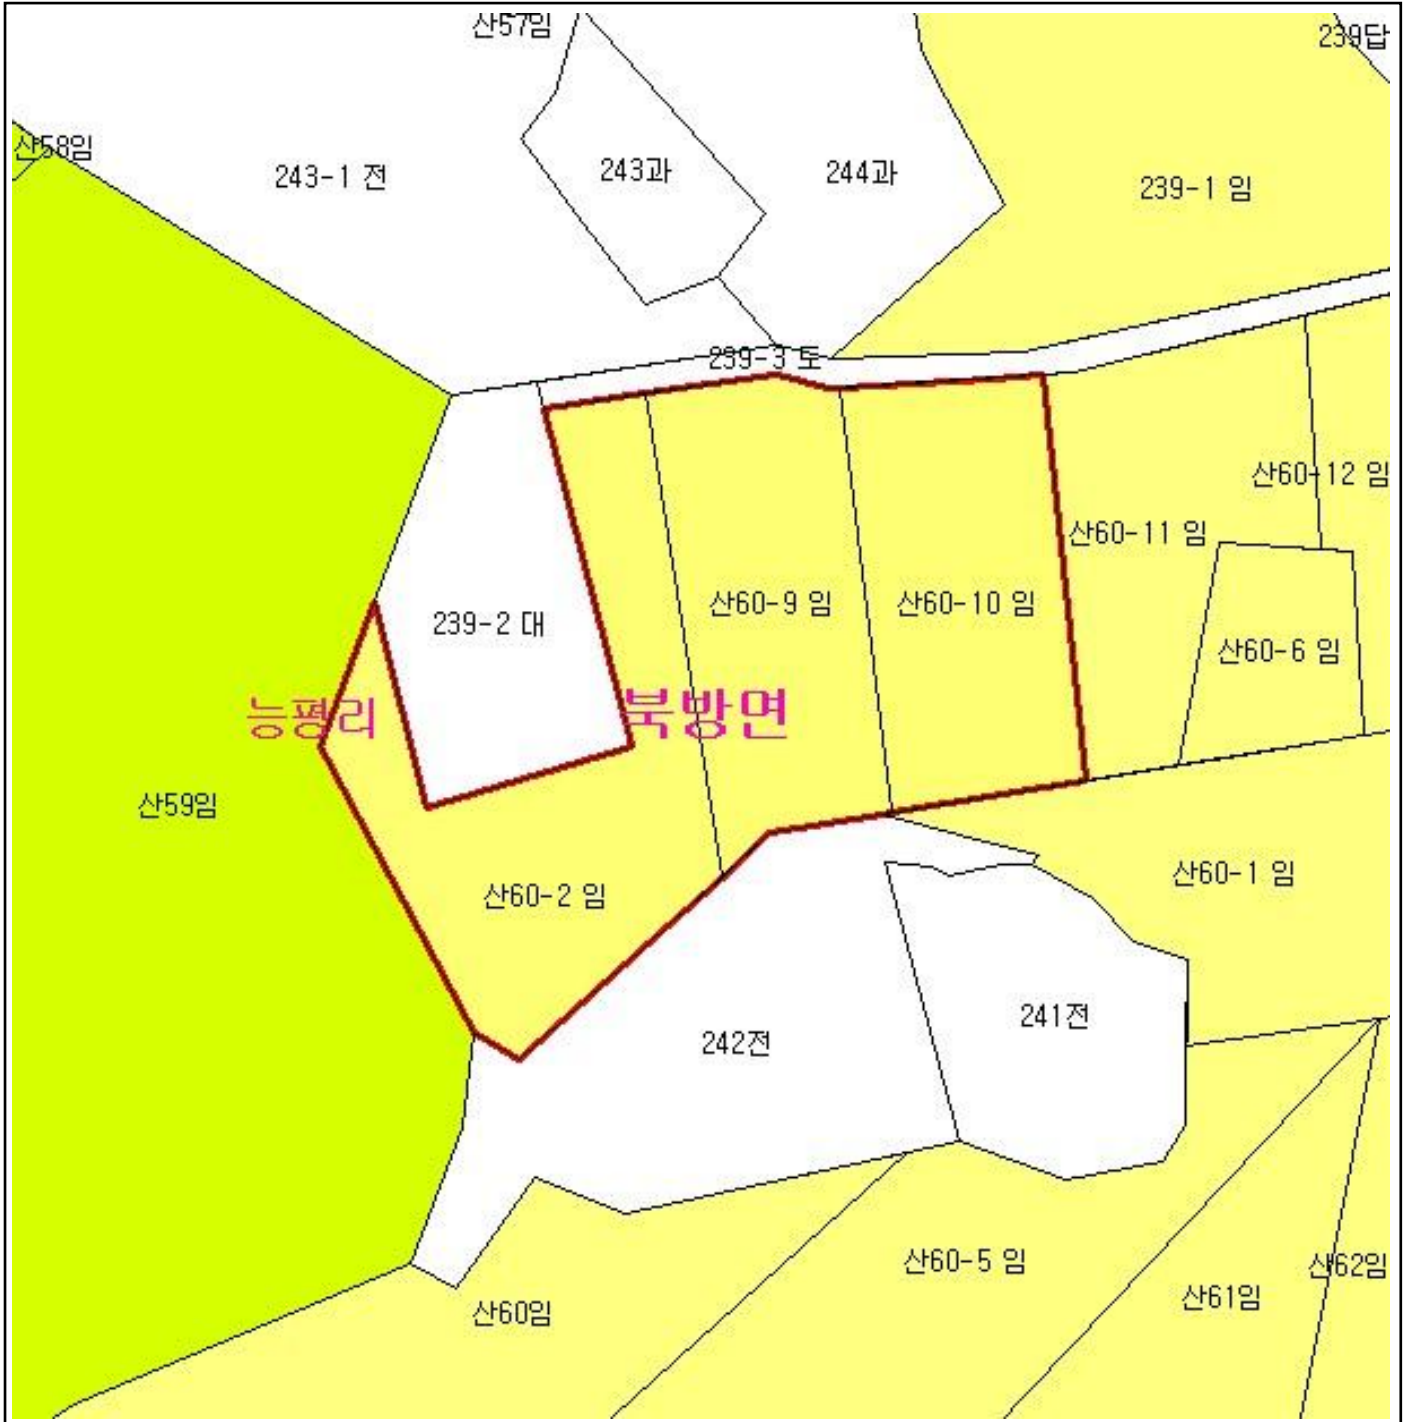 산57임
239답
산58임
243-1 전
243과
244과
239-1 임
239-3 도
산60-12 임
산60-11 임
산60-9 임
산60-10 임
239-2 대
산60-6 임
능평리
북방면
산59임
산60-1 임
산60-2 임
241전
242전
산60-5 임
산62임
산61임
산60임